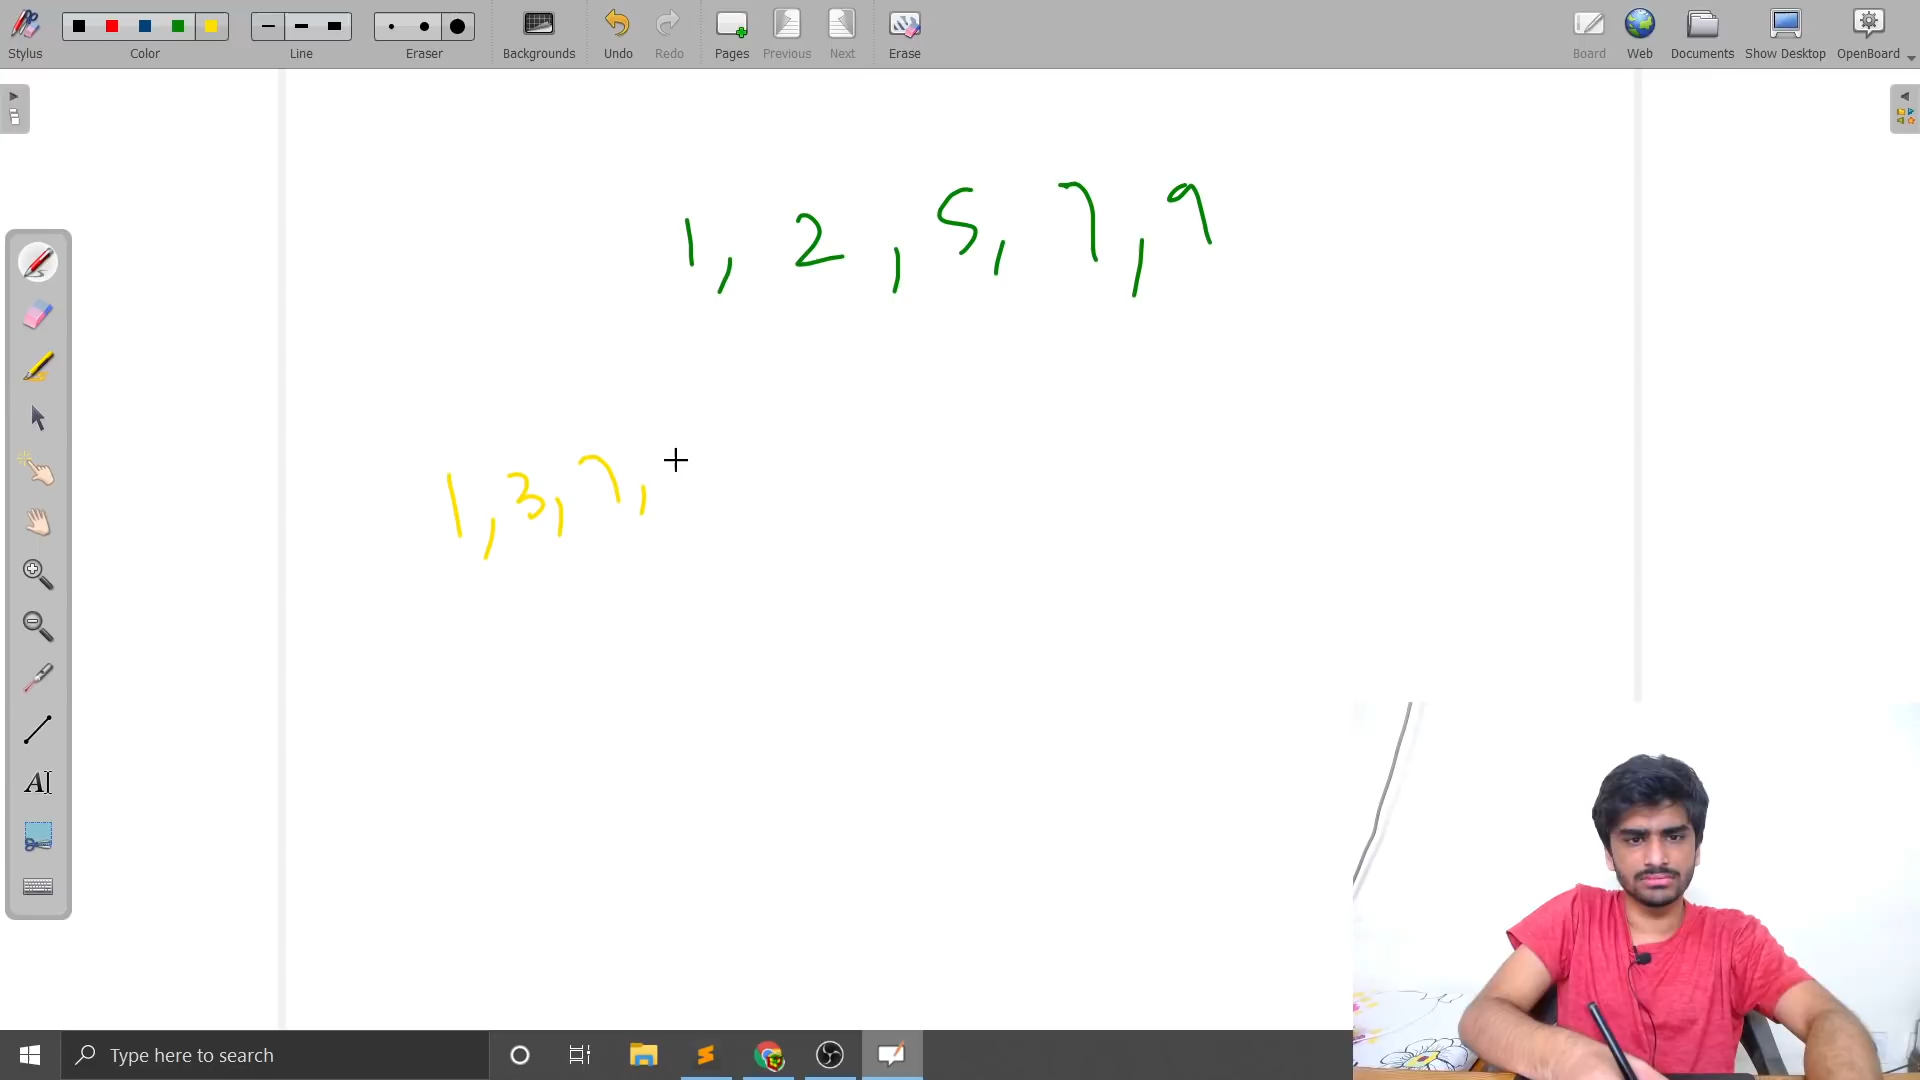 Stylus Color Line Eraser Backgrounds Undo Redo Pages Previous Next Erase Board Web Documents Show Desktop OpenBoard
1, 2, 5, 7, 9
1, 3, 7,
AI
Type here to search